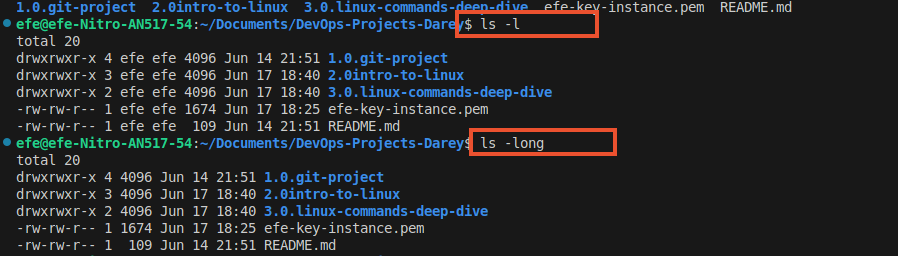 1.0.git-project  2.0intro-to-linux  3.0.linux-commands-deep-dive  efe-key-instance.pem  README.md
efe@efe-Nitro-AN517-54:~/Documents/DevOps-Projects-Darey$ ls -l
total 20
drwxrwxr-x 4 efe efe 4096 Jun 14 21:51 1.0.git-project
drwxrwxr-x 3 efe efe 4096 Jun 17 18:40 2.0intro-to-linux
drwxrwxr-x 2 efe efe 4096 Jun 17 18:40 3.0.linux-commands-deep-dive
-rw-rw-r-- 1 efe efe 1674 Jun 17 18:25 efe-key-instance.pem
-rw-rw-r-- 1 efe efe  109 Jun 14 21:51 README.md
efe@efe-Nitro-AN517-54:~/Documents/DevOps-Projects-Darey$ ls -long
total 20
drwxrwxr-x 4 4096 Jun 14 21:51 1.0.git-project
drwxrwxr-x 3 4096 Jun 17 18:40 2.0intro-to-linux
drwxrwxr-x 2 4096 Jun 17 18:40 3.0.linux-commands-deep-dive
-rw-rw-r-- 1 1674 Jun 17 18:25 efe-key-instance.pem
-rw-rw-r-- 1  109 Jun 14 21:51 README.md